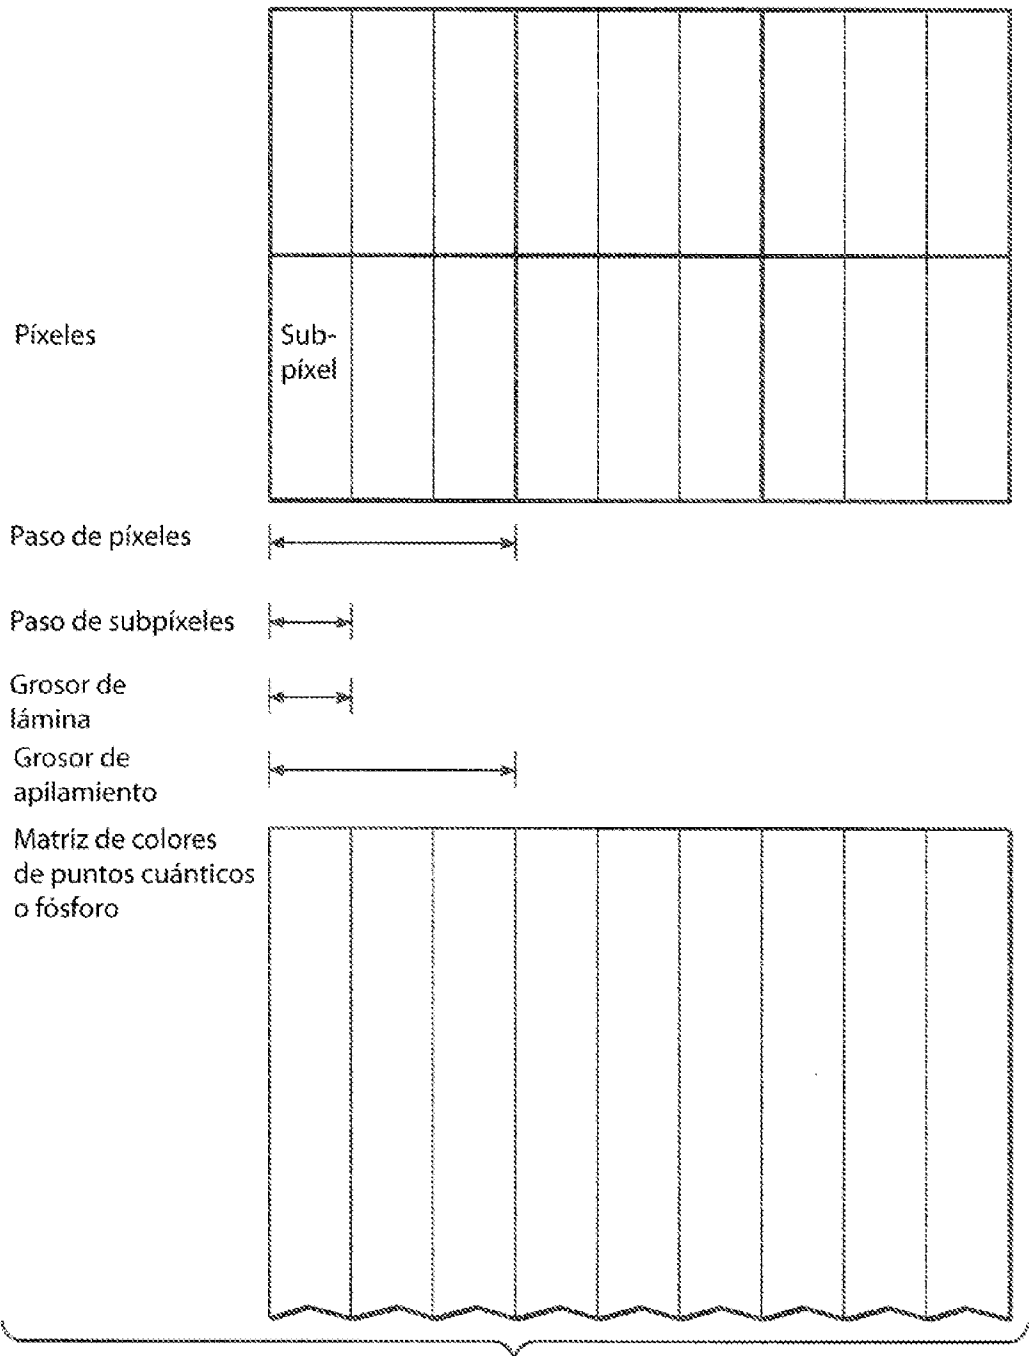 Píxeles
Sub-
píxel
Paso de píxeles
Paso de subpíxeles
Grosor de
lámina
Grosor de
apilamiento
Matriz de colores
de puntos cuánticos
o fósforo